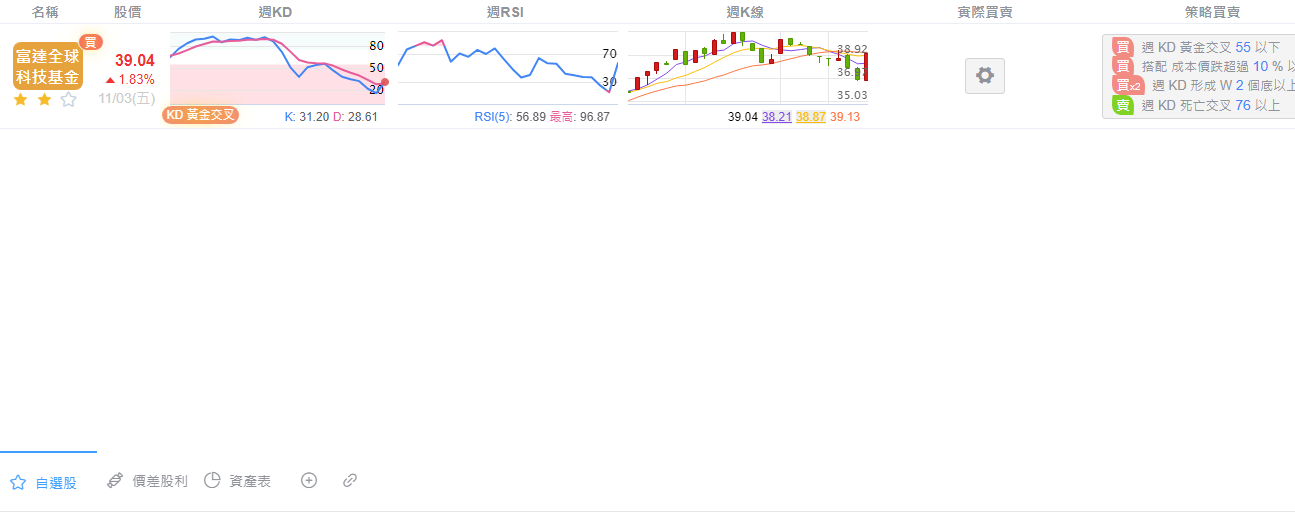 名稱 股價 週KD 週RSI 週K線 實際買賣 策略買賣
富達全球
科技基金
買
39.04
1.83%
11/03(五)
80
50
20
KD 黃金交叉
K: 31.20 D: 28.61
70
30
RSI(5): 56.89 最高: 96.87
38.92
36.97
35.03
39.04 38.21 38.87 39.13
買 週 KD 黃金交叉 55 以下
買 搭配 成本價跌超過 10 % 以
買x2 週 KD 形成 W 2 個底以上
賣 週 KD 死亡交叉 76 以上
自選股 價差股利 資產表